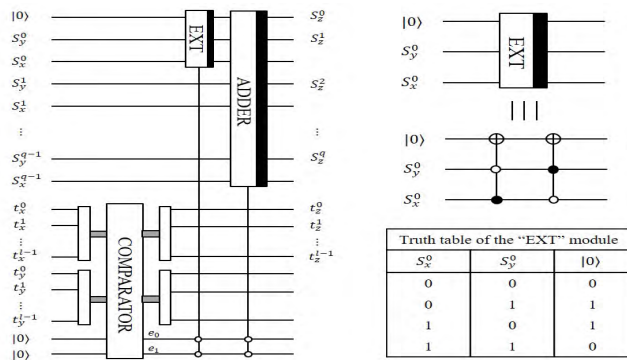 |0⟩ EXT S_z^0
S_y^0 S_z^1
S_x^0
S_y^1 ADDER S_z^2
S_x^1
⋮ ⋮
S_y^{q-1} S_z^q
S_x^{q-1}
t_x^0 COMPARATOR t_z^0
t_x^1 t_z^1
⋮ ⋮
t_x^{l-1} t_z^{l-1}
t_y^0
t_y^1
⋮
t_y^{l-1}
|0⟩ e_0
|0⟩ e_1
|0⟩
S_y^0 EXT
S_x^0
|0⟩
S_y^0
S_x^0
Truth table of the “EXT” module
S_x^0 S_y^0 |0⟩
0 0 0
0 1 1
1 0 1
1 1 0